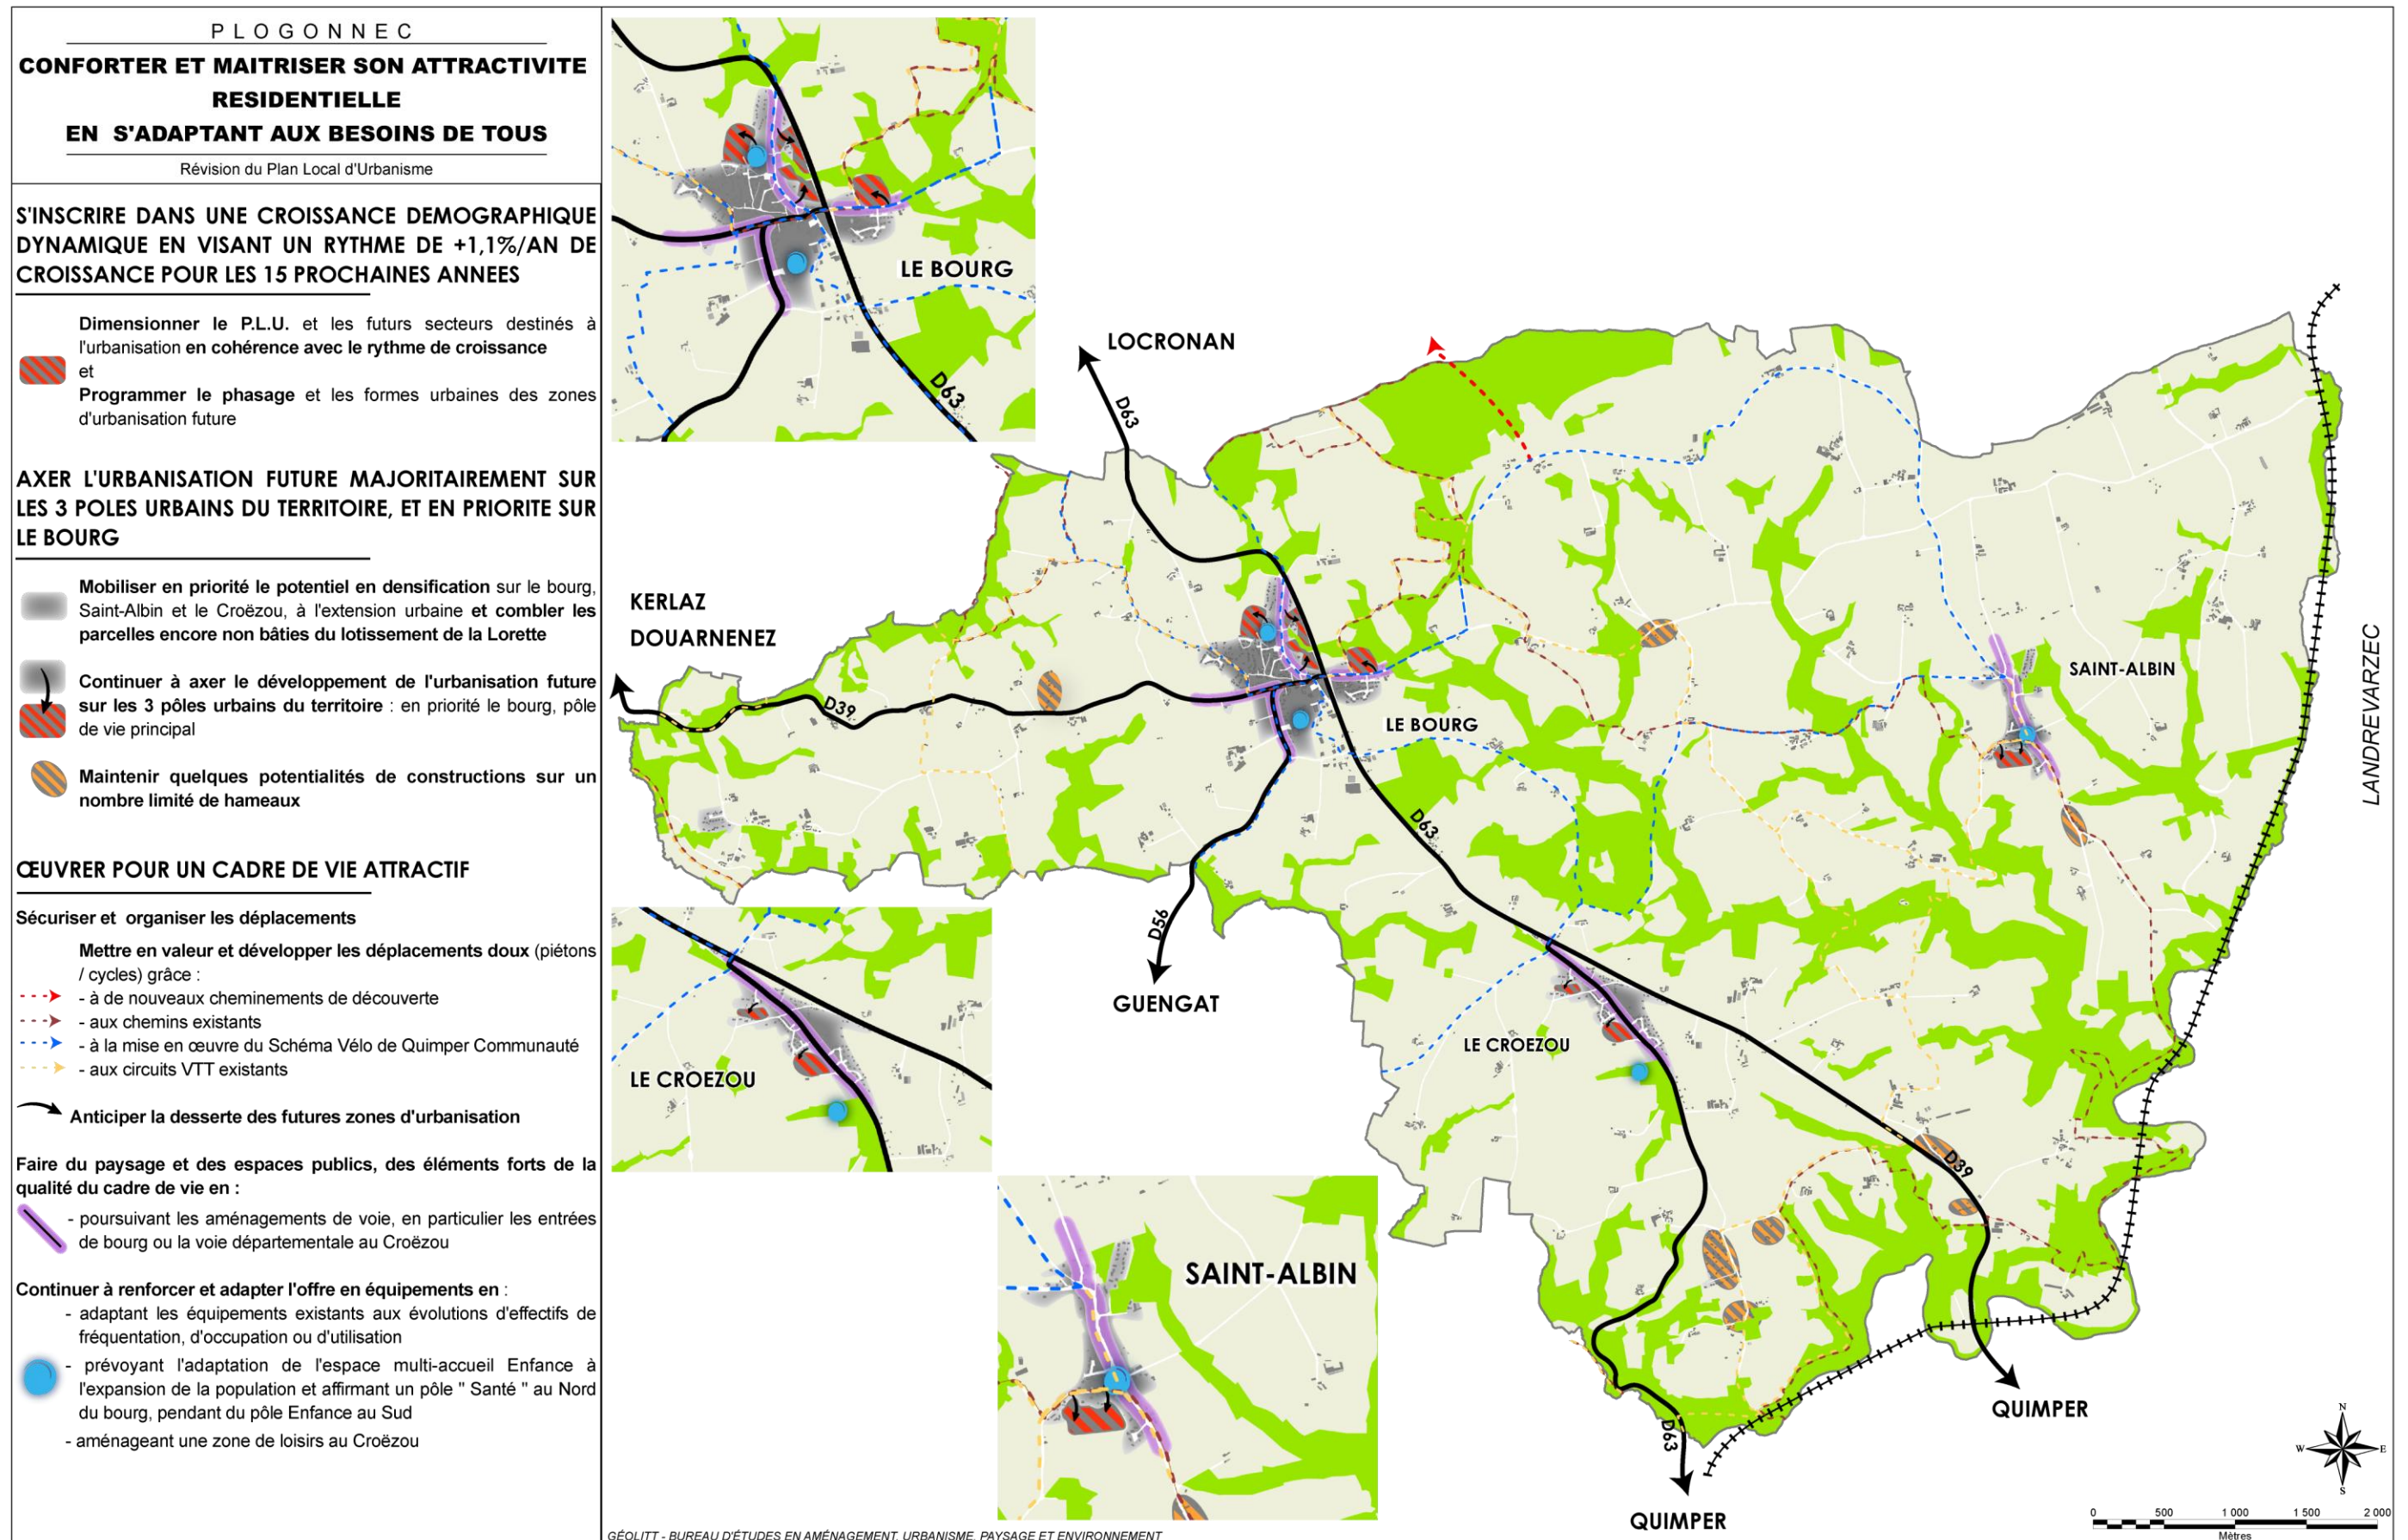 PLOGONNEC
CONFORTER ET MAITRISER SON ATTRACTIVITE
RESIDENTIELLE
EN S'ADAPTANT AUX BESOINS DE TOUS
Révision du Plan Local d'Urbanisme
S'INSCRIRE DANS UNE CROISSANCE DEMOGRAPHIQUE
DYNAMIQUE EN VISANT UN RYTHME DE +1,1%/AN DE
CROISSANCE POUR LES 15 PROCHAINES ANNEES
Dimensionner le P.L.U. et les futurs secteurs destinés à
l'urbanisation en cohérence avec le rythme de croissance
et
Programmer le phasage et les formes urbaines des zones
d'urbanisation future
AXER L'URBANISATION FUTURE MAJORITAIREMENT SUR
LES 3 POLES URBAINS DU TERRITOIRE, ET EN PRIORITE SUR
LE BOURG
Mobiliser en priorité le potentiel en densification sur le bourg,
Saint-Albin et le Croëzou, à l'extension urbaine et combler les
parcelles encore non bâties du lotissement de la Lorette
Continuer à axer le développement de l'urbanisation future
sur les 3 pôles urbains du territoire : en priorité le bourg, pôle
de vie principal
Maintenir quelques potentialités de constructions sur un
nombre limité de hameaux
ŒUVRER POUR UN CADRE DE VIE ATTRACTIF
Sécuriser et organiser les déplacements
Mettre en valeur et développer les déplacements doux (piétons
/ cycles) grâce :
- à de nouveaux cheminements de découverte
- aux chemins existants
- à la mise en œuvre du Schéma Vélo de Quimper Communauté
- aux circuits VTT existants
Anticiper la desserte des futures zones d'urbanisation
Faire du paysage et des espaces publics, des éléments forts de la
qualité du cadre de vie en :
- poursuivant les aménagements de voie, en particulier les entrées
de bourg ou la voie départementale au Croëzou
Continuer à renforcer et adapter l'offre en équipements en :
- adaptant les équipements existants aux évolutions d'effectifs de
fréquentation, d'occupation ou d'utilisation
- prévoyant l'adaptation de l'espace multi-accueil Enfance à
l'expansion de la population et affirmant un pôle " Santé " au Nord
du bourg, pendant du pôle Enfance au Sud
- aménageant une zone de loisirs au Croëzou
LE BOURG
D63
LOCRONAN
D63
KERLAZ
DOUARNENEZ
D39
LE BOURG
SAINT-ALBIN
LANDREVARZEC
D63
D56
GUENGAT
LE CROEZOU
LE CROEZOU
D39
SAINT-ALBIN
QUIMPER
D63
QUIMPER
N
W
E
S
0 500 1 000 1 500 2 000
Mètres
GÉOLITT - BUREAU D'ÉTUDES EN AMÉNAGEMENT, URBANISME, PAYSAGE ET ENVIRONNEMENT